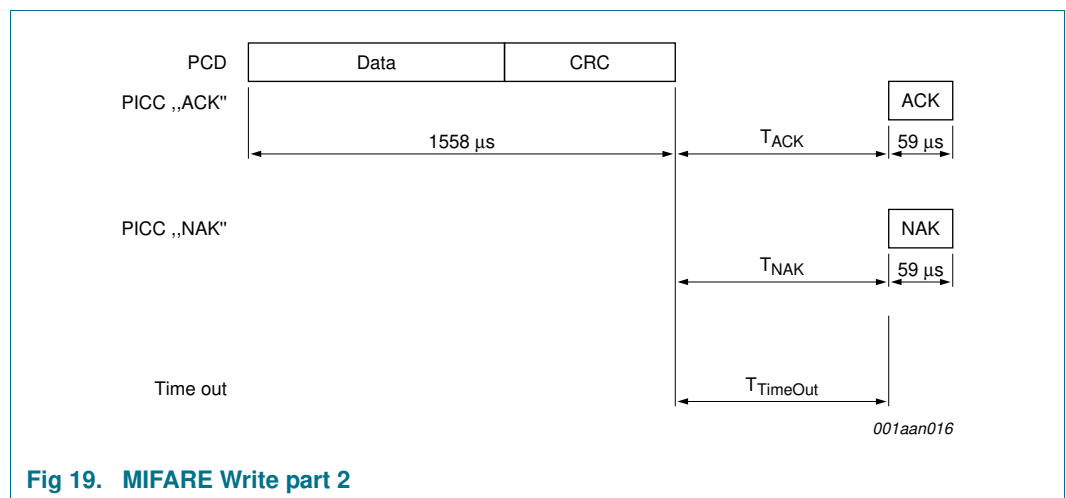 PCD Data CRC
PICC ,,ACK" ACK
1558 μs TACK 59 μs
PICC ,,NAK" NAK
TNAK 59 μs
Time out TTimeOut
001aan016
Fig 19. MIFARE Write part 2